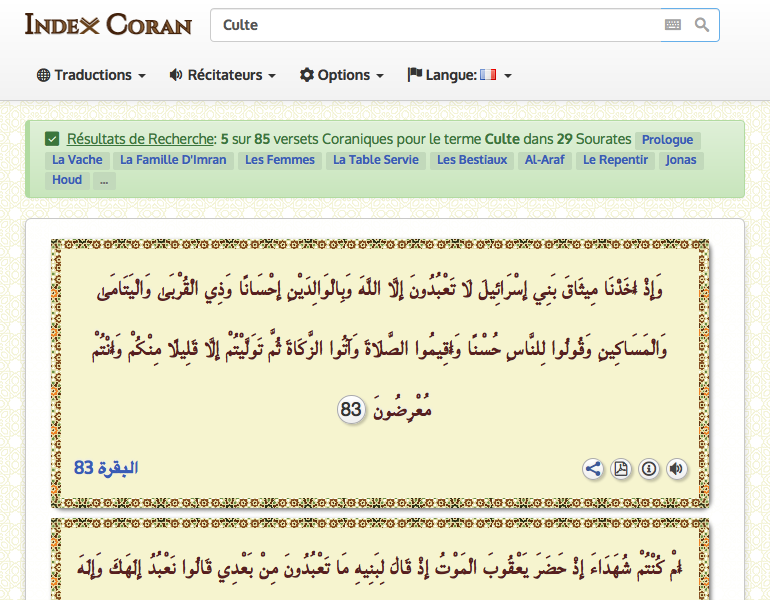 Index Coran
Culte
Traductions
Récitateurs
Options
Langue:
Résultats de Recherche: 5 sur 85 versets Coraniques pour le terme Culte dans 29 Sourates Prologue
La Vache La Famille D'Imran Les Femmes La Table Servie Les Bestiaux Al-Araf Le Repentir Jonas
Houd ...
وَإِذْ أَخَذْنَا مِيثَاقَ بَنِي إِسْرَائِيلَ لَا تَعْبُدُونَ إِلَّا اللَّهَ وَبِالْوَالِدَيْنِ إِحْسَانًا وَذِي الْقُرْبَىٰ وَالْيَتَامَىٰ
وَالْمَسَاكِينِ وَقُولُوا لِلنَّاسِ حُسْنًا وَأَقِيمُوا الصَّلَاةَ وَآتُوا الزَّكَاةَ ثُمَّ تَوَلَّيْتُمْ إِلَّا قَلِيلًا مِنْكُمْ وَأَنْتُمْ
مُعْرِضُونَ 83
البقرة 83
أَمْ كُنْتُمْ شُهَدَاءَ إِذْ حَضَرَ يَعْقُوبَ الْمَوْتُ إِذْ قَالَ لِبَنِيهِ مَا تَعْبُدُونَ مِنْ بَعْدِي قَالُوا نَعْبُدُ إِلَٰهَكَ وَإِلَٰهَ